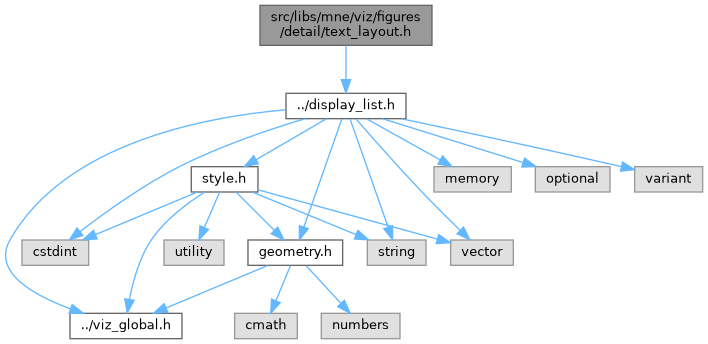 src/libs/mne/viz/figures
/detail/text_layout.h
../display_list.h
style.h
memory
optional
variant
cstdint
utility
geometry.h
string
vector
../viz_global.h
cmath
numbers